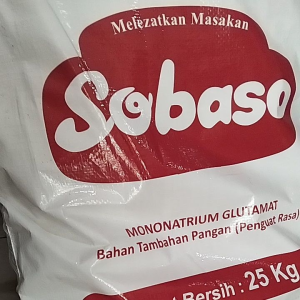 Melezatkan Masakan
Sobaso
MONONATRIUM GLUTAMAT
Bahan Tambahan Pangan (Penguat Rasa)
Bersih : 25 Kg